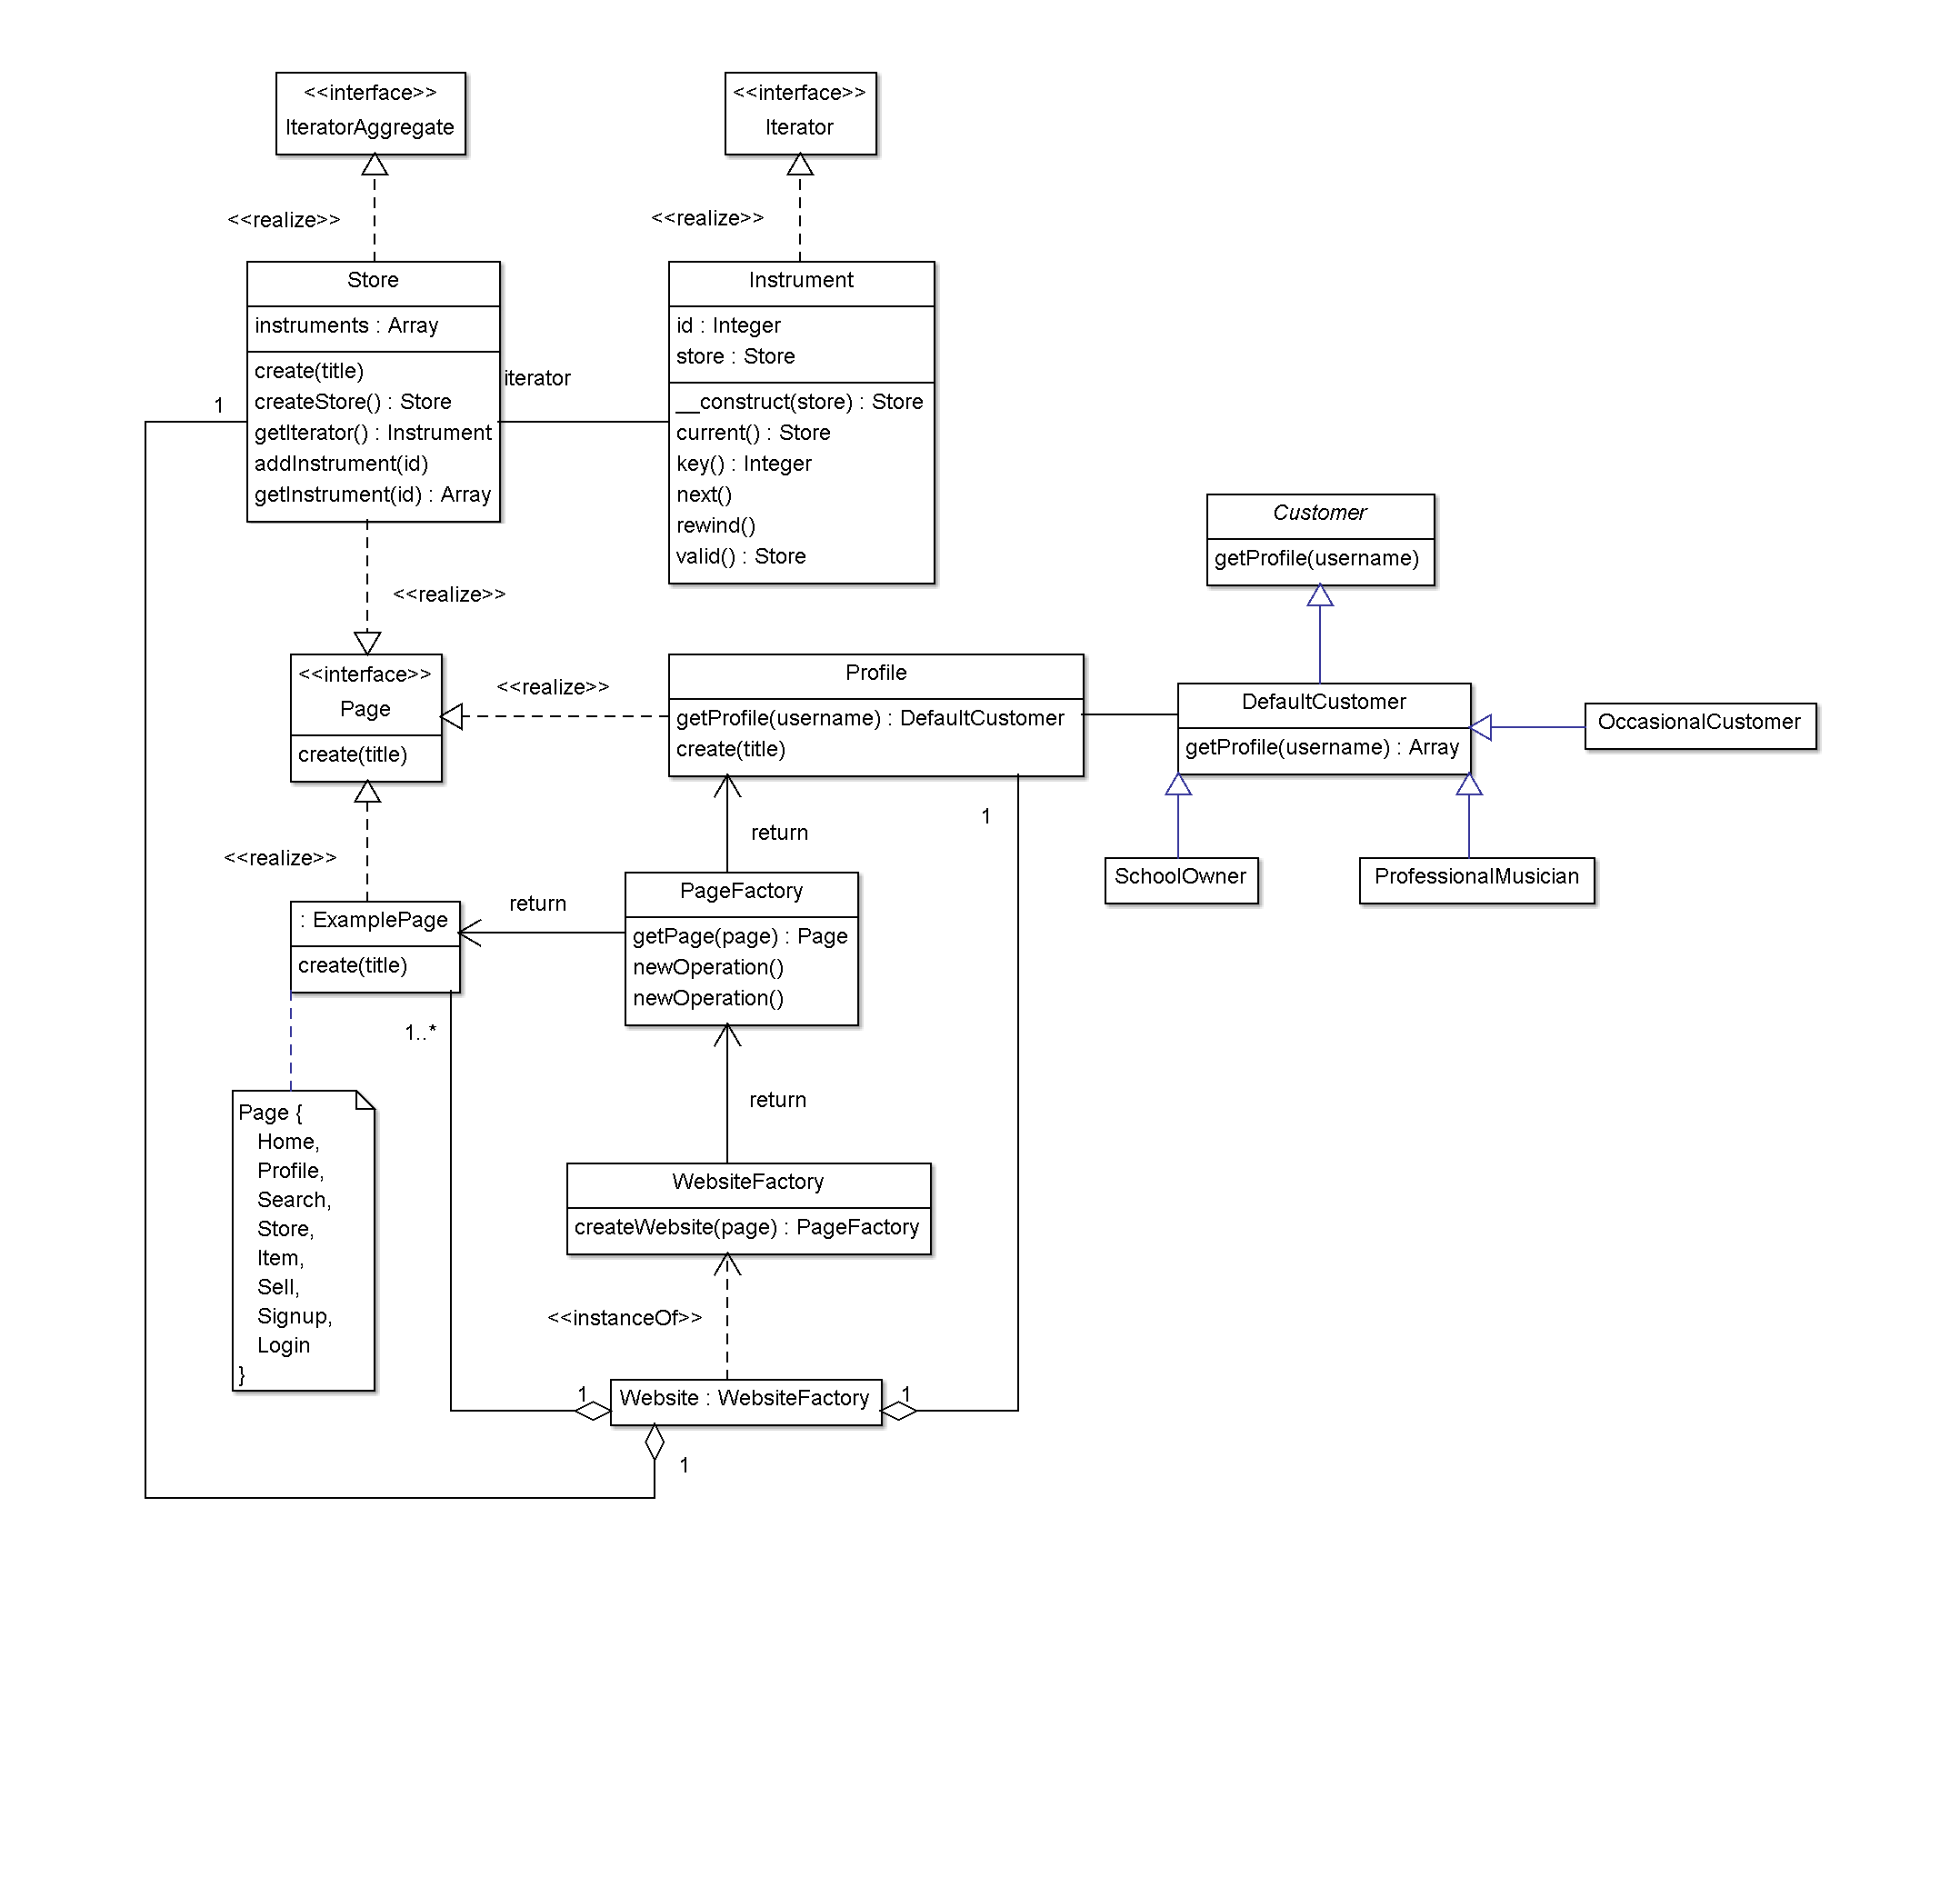 <<interface>>
IteratorAggregate
<<interface>>
Iterator
<<realize>>
<<realize>>
Store
instruments : Array
create(title)
createStore() : Store
getIterator() : Instrument
addInstrument(id)
getInstrument(id) : Array
iterator
1
Instrument
id : Integer
store : Store
__construct(store) : Store
current() : Store
key() : Integer
next()
rewind()
valid() : Store
Customer
getProfile(username)
<<realize>>
<<interface>>
Page
create(title)
<<realize>>
Profile
getProfile(username) : DefaultCustomer
create(title)
DefaultCustomer
getProfile(username) : Array
OccasionalCustomer
SchoolOwner
ProfessionalMusician
1
return
<<realize>>
PageFactory
getPage(page) : Page
newOperation()
newOperation()
return
: ExamplePage
create(title)
1..*
return
Page {
Home,
Profile,
Search,
Store,
Item,
Sell,
Signup,
Login
}
WebsiteFactory
createWebsite(page) : PageFactory
<<instanceOf>>
1
Website : WebsiteFactory
1
1